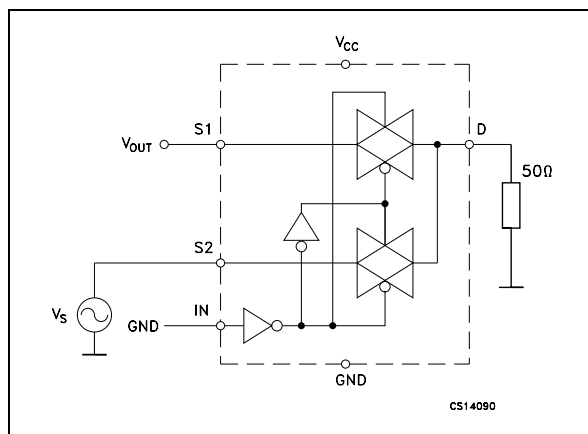 VCC
S1
D
VOUT
50Ω
S2
IN
VS
GND
GND
CS14090